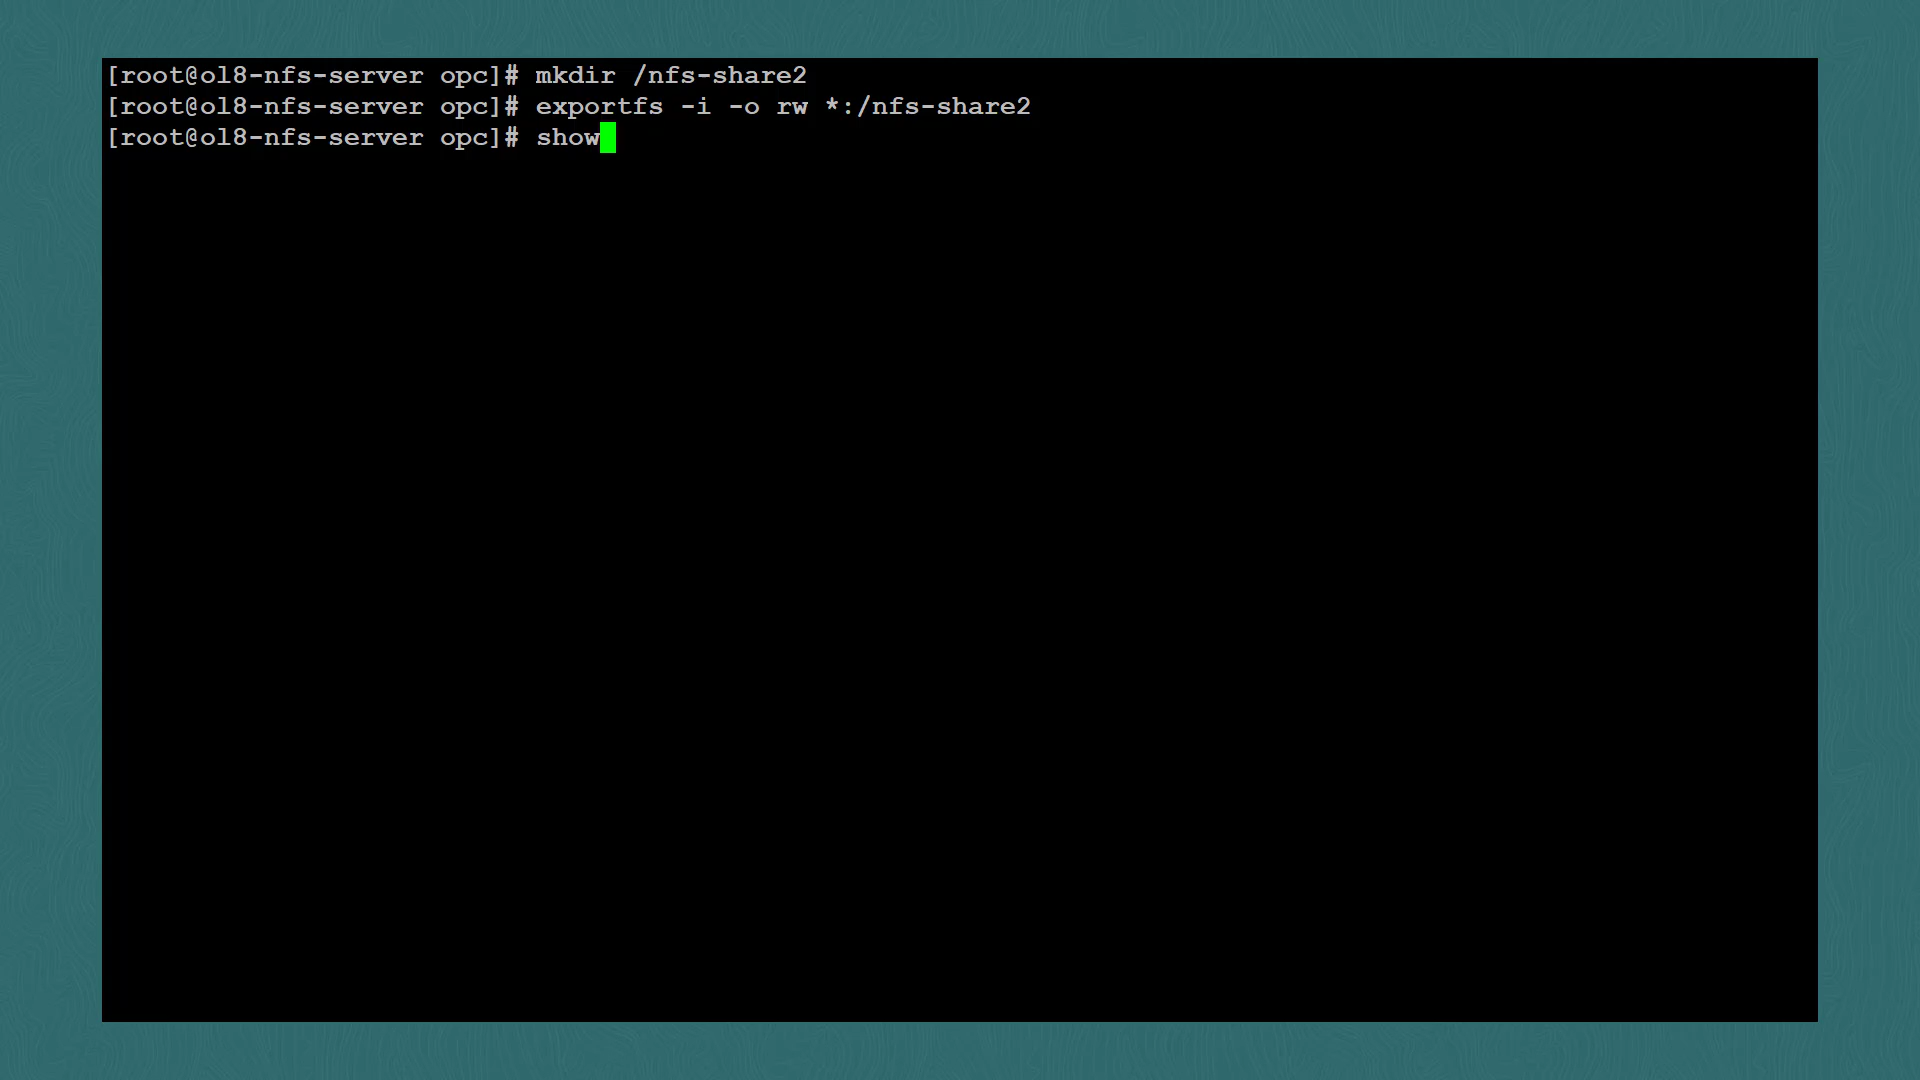 [root@ol8-nfs-server opc]# mkdir /nfs-share2
[root@ol8-nfs-server opc]# exportfs -i -o rw *:/nfs-share2
[root@ol8-nfs-server opc]# show